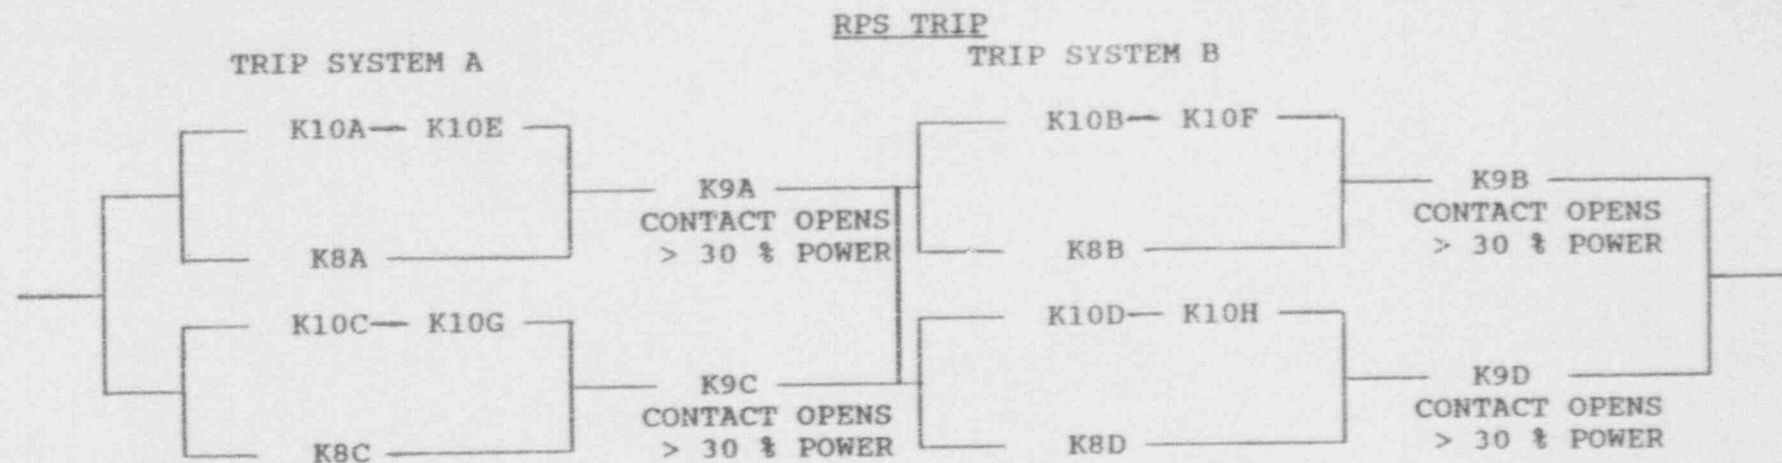 RPS TRIP
TRIP SYSTEM A
TRIP SYSTEM B
K10A K10E
K10B K10F
K9A
CONTACT OPENS
> 30 % POWER
K9B
CONTACT OPENS
> 30 % POWER
K8A
K8B
K10C K10G
K10D K10H
K9C
CONTACT OPENS
> 30 % POWER
K9D
CONTACT OPENS
> 30 % POWER
K8C
K8D